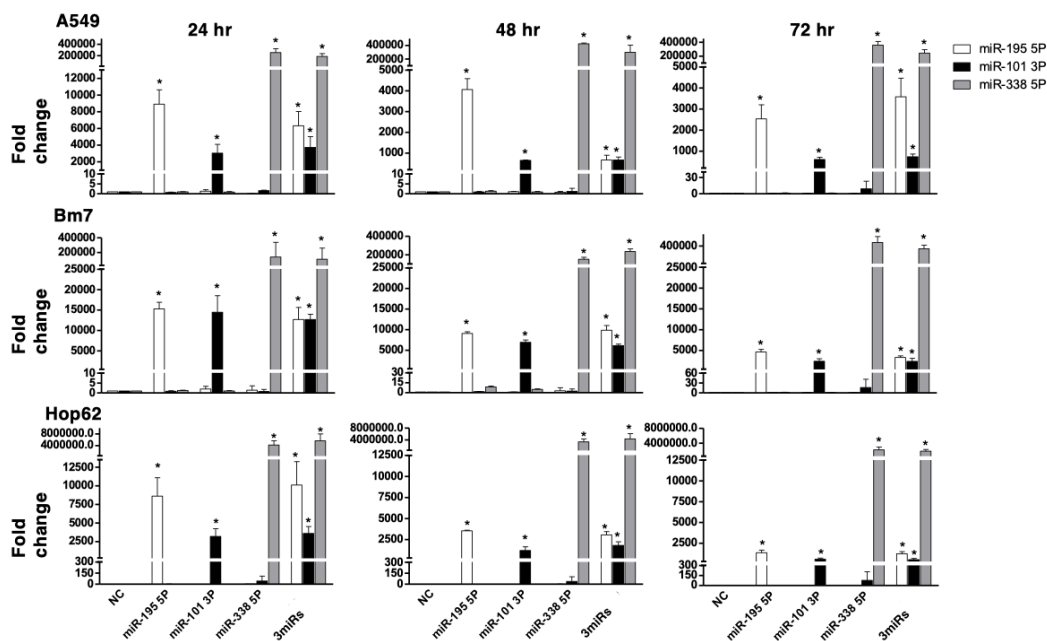 A549
24 hr
48 hr
72 hr
miR-195 5P
miR-101 3P
miR-338 5P
Fold change
400000
200000
10000
8000
6000
4000
2000
10
5
0
* * * * * *
400000
200000
5000
4000
3000
2000
1000
10
5
0
* * * * * *
400000
200000
5000
4000
3000
2000
1000
30
0
* * * * * *
Bm7
Fold change
400000
200000
25000
20000
15000
10000
5000
10
5
0
* * * * * *
400000
200000
25000
20000
15000
10000
5000
30
15
0
* * * * * *
400000
25000
20000
15000
10000
5000
60
30
0
* * * * * *
Hop62
Fold change
8000000.0
4000000.0
12500
10000
7500
5000
2500
300
150
0
* * * * * *
8000000.0
4000000.0
12500
10000
7500
5000
2500
300
150
0
* * * * * *
8000000.0
4000000.0
12500
10000
7500
5000
2500
300
150
0
* * * * * *
NC
miR-195 5P
miR-101 3P
miR-338 5P
3miRs
NC
miR-195 5P
miR-101 3P
miR-338 5P
3miRs
NC
miR-195 5P
miR-101 3P
miR-338 5P
3miRs